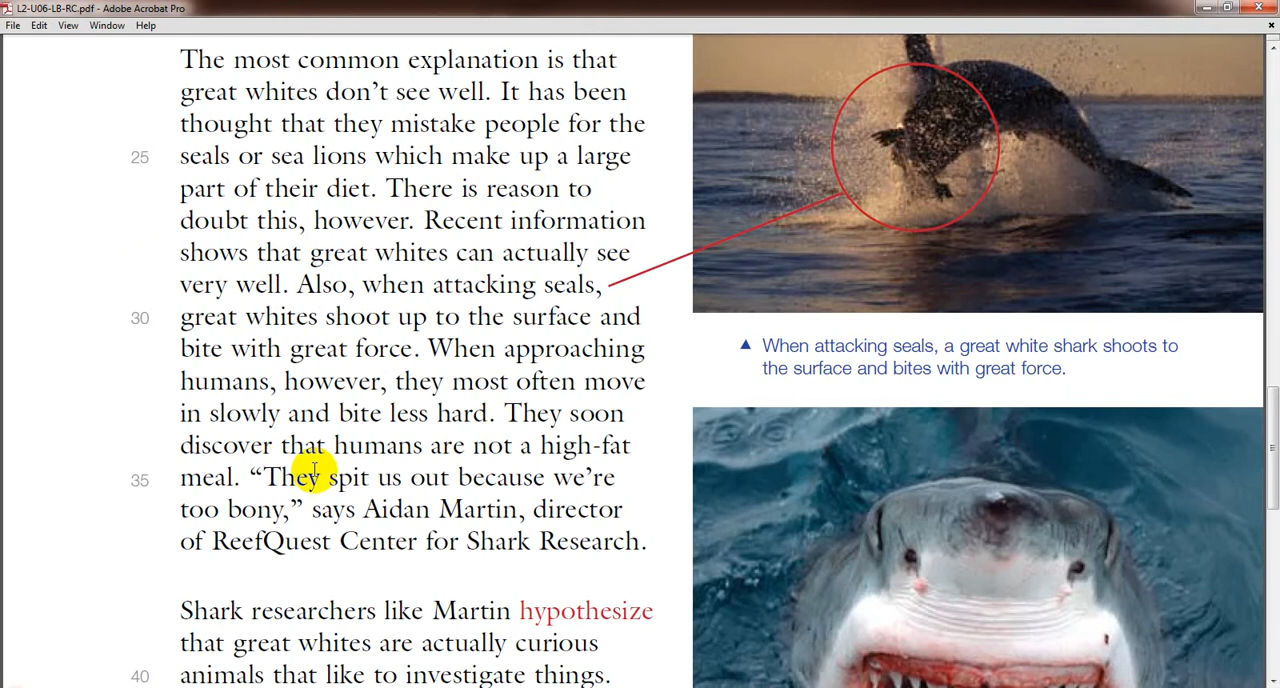 L2-U06-LB-RC.pdf - Adobe Acrobat Pro
File Edit View Window Help
The most common explanation is that
great whites don't see well. It has been
thought that they mistake people for the
25 seals or sea lions which make up a large
part of their diet. There is reason to
doubt this, however. Recent information
shows that great whites can actually see
very well. Also, when attacking seals,
30 great whites shoot up to the surface and
bite with great force. When approaching
humans, however, they most often move
in slowly and bite less hard. They soon
discover that humans are not a high-fat
35 meal. “They spit us out because we're
too bony,” says Aidan Martin, director
of ReefQuest Center for Shark Research.
Shark researchers like Martin hypothesize
that great whites are actually curious
40 animals that like to investigate things.
▲ When attacking seals, a great white shark shoots to
the surface and bites with great force.